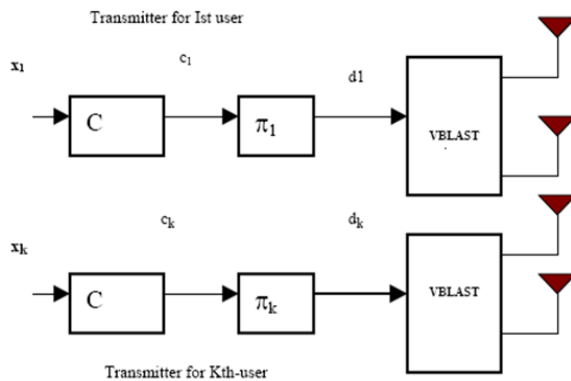 Transmitter for Ist user
x1
c1
d1
C
π1
VBLAST
ck
dk
xk
C
πk
VBLAST
Transmitter for Kth-user